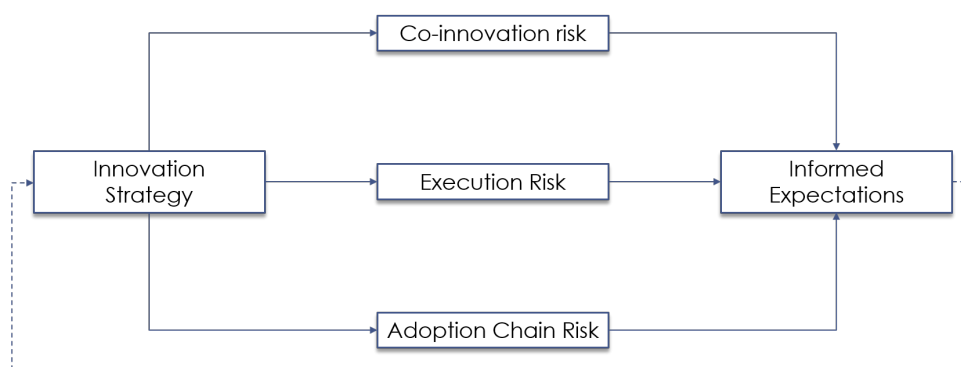 Co-innovation risk
Innovation
Strategy
Execution Risk
Informed
Expectations
Adoption Chain Risk